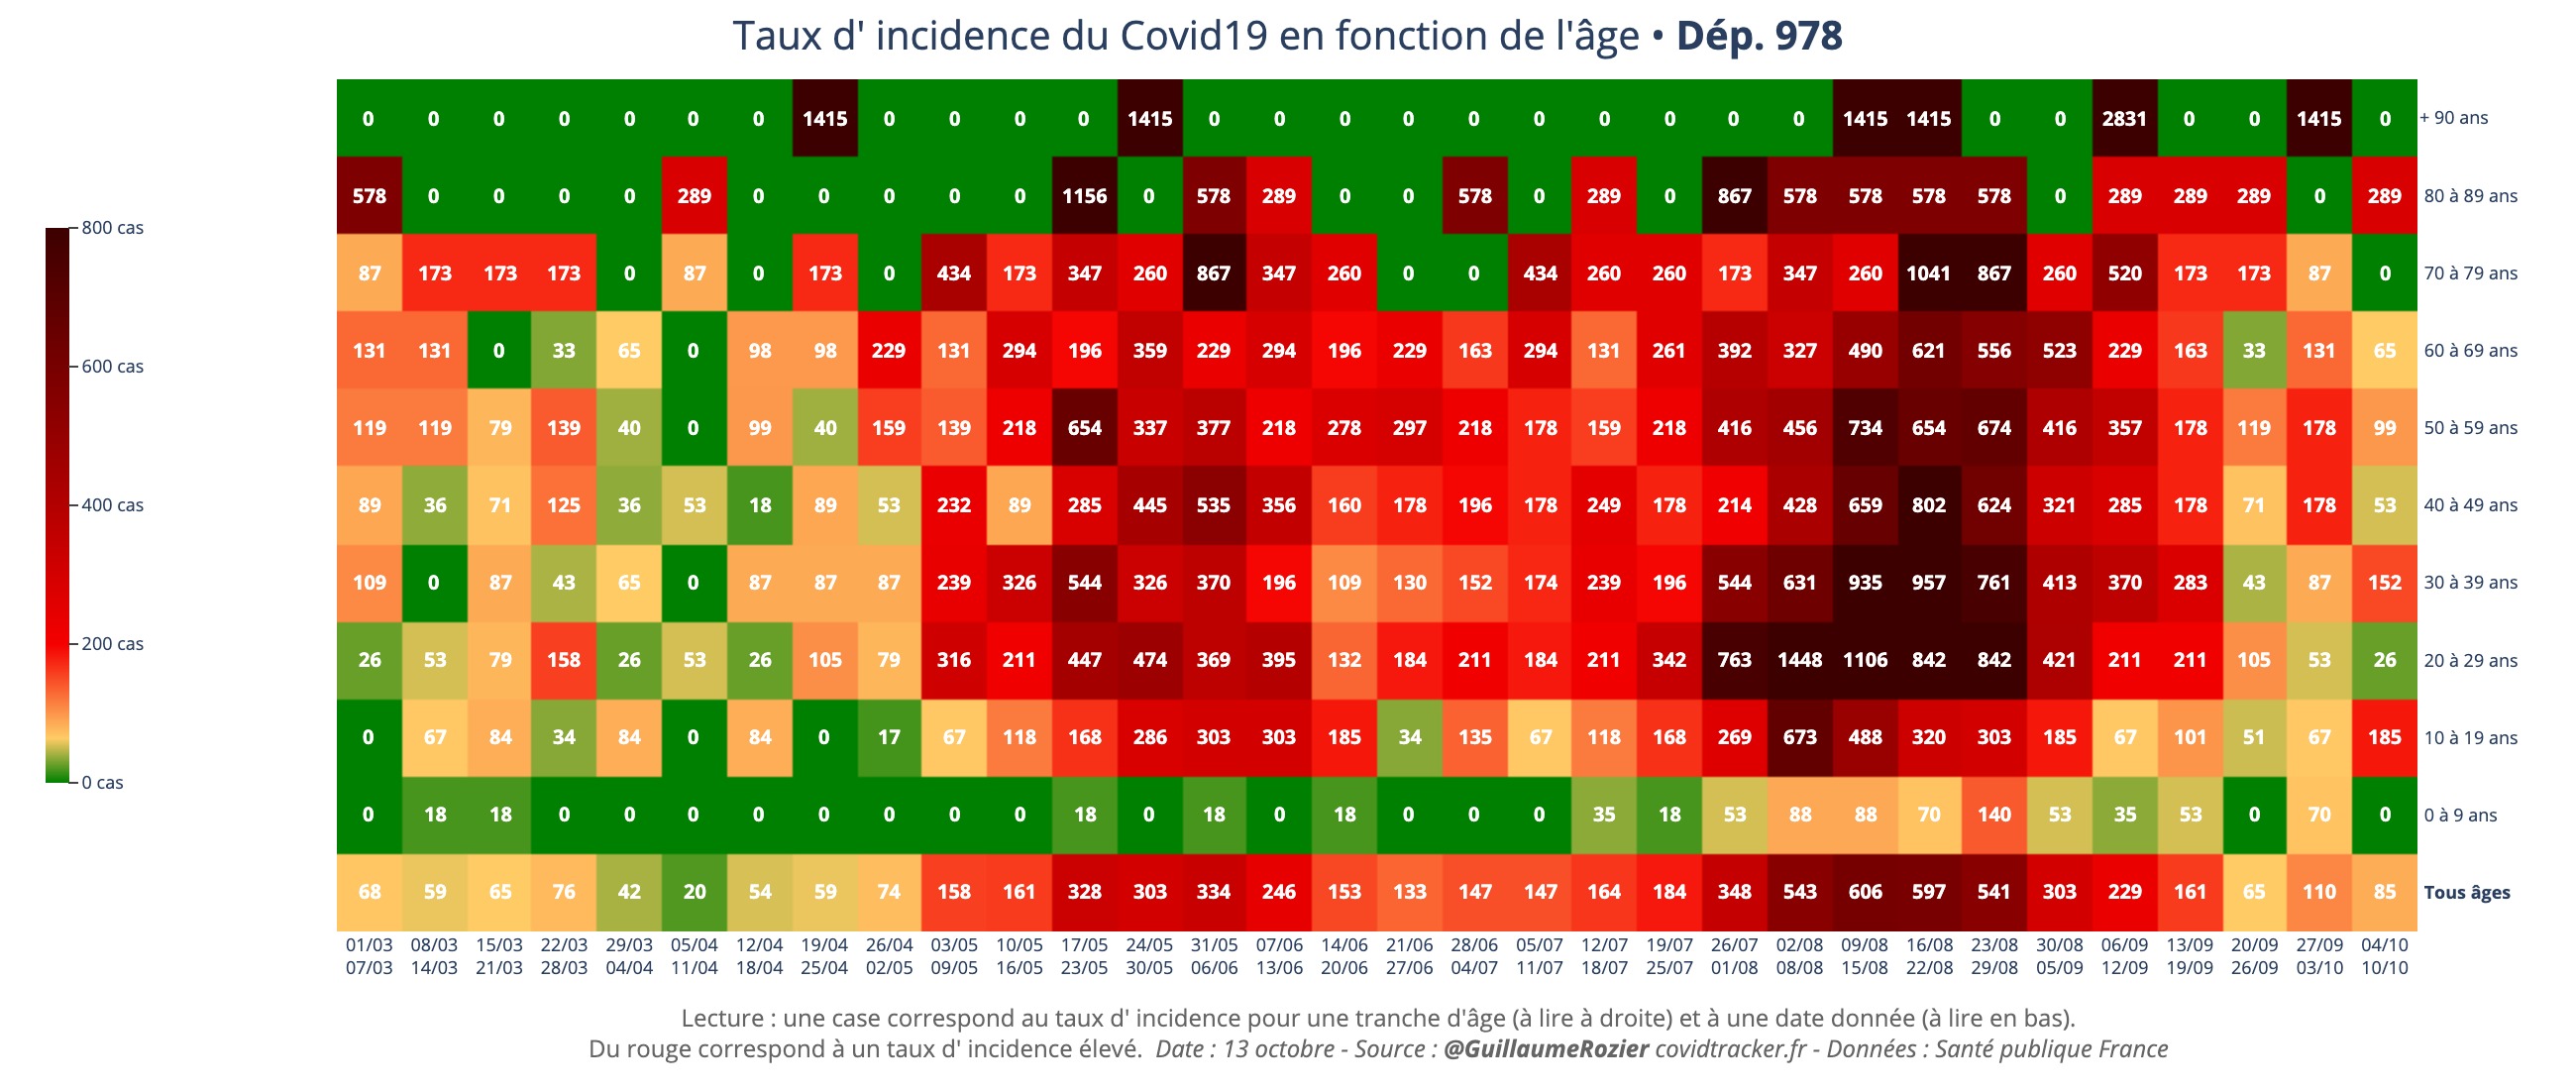 Taux d' incidence du Covid19 en fonction de l'âge • Dép. 978
0 0 0 0 0 0 0 1415 0 0 0 0 1415 0 0 0 0 0 0 0 0 0 0 1415 1415 0 0 2831 0 0 1415 0 + 90 ans
578 0 0 0 0 289 0 0 0 0 0 1156 0 578 289 0 0 578 0 289 0 867 578 578 578 578 0 289 289 289 0 289 80 à 89 ans
800 cas
87 173 173 173 0 87 0 173 0 434 173 347 260 867 347 260 0 0 434 260 260 173 347 260 1041 867 260 520 173 173 87 0 70 à 79 ans
131 131 0 33 65 0 98 98 229 131 294 196 359 229 294 196 229 163 294 131 261 392 327 490 621 556 523 229 163 33 131 65 60 à 69 ans
600 cas
119 119 79 139 40 0 99 40 159 139 218 654 337 377 218 278 297 218 178 159 218 416 456 734 654 674 416 357 178 119 178 99 50 à 59 ans
400 cas
89 36 71 125 36 53 18 89 53 232 89 285 445 535 356 160 178 196 178 249 178 214 428 659 802 624 321 285 178 71 178 53 40 à 49 ans
109 0 87 43 65 0 87 87 87 239 326 544 326 370 196 109 130 152 174 239 196 544 631 935 957 761 413 370 283 43 87 152 30 à 39 ans
200 cas
26 53 79 158 26 53 26 105 79 316 211 447 474 369 395 132 184 211 184 211 342 763 1448 1106 842 842 421 211 211 105 53 26 20 à 29 ans
0 67 84 34 84 0 84 0 17 67 118 168 286 303 303 185 34 135 67 118 168 269 673 488 320 303 185 67 101 51 67 185 10 à 19 ans
0 cas
0 18 18 0 0 0 0 0 0 0 0 18 0 18 0 18 0 0 0 35 18 53 88 88 70 140 53 35 53 0 70 0 0 à 9 ans
68 59 65 76 42 20 54 59 74 158 161 328 303 334 246 153 133 147 147 164 184 348 543 606 597 541 303 229 161 65 110 85 Tous âges
01/03 08/03 15/03 22/03 29/03 05/04 12/04 19/04 26/04 03/05 10/05 17/05 24/05 31/05 07/06 14/06 21/06 28/06 05/07 12/07 19/07 26/07 02/08 09/08 16/08 23/08 30/08 06/09 13/09 20/09 27/09 04/10
07/03 14/03 21/03 28/03 04/04 11/04 18/04 25/04 02/05 09/05 16/05 23/05 30/05 06/06 13/06 20/06 27/06 04/07 11/07 18/07 25/07 01/08 08/08 15/08 22/08 29/08 05/09 12/09 19/09 26/09 03/10 10/10
Lecture : une case correspond au taux d' incidence pour une tranche d'âge (à lire à droite) et à une date donnée (à lire en bas).
Du rouge correspond à un taux d' incidence élevé. Date : 13 octobre - Source : @GuillaumeRozier covidtracker.fr - Données : Santé publique France